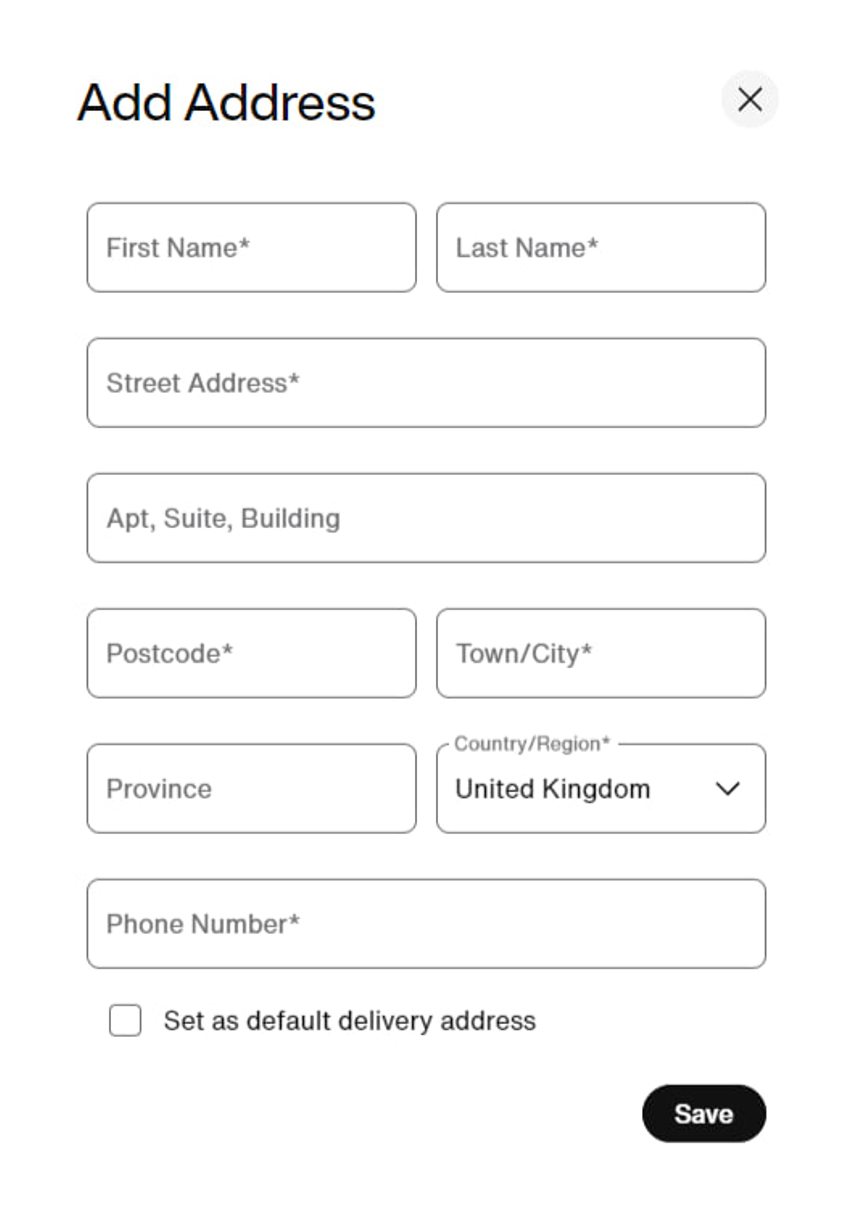 Add Address
First Name*
Last Name*
Street Address*
Apt, Suite, Building
Postcode*
Town/City*
Province
Country/Region*
United Kingdom
Phone Number*
Set as default delivery address
Save